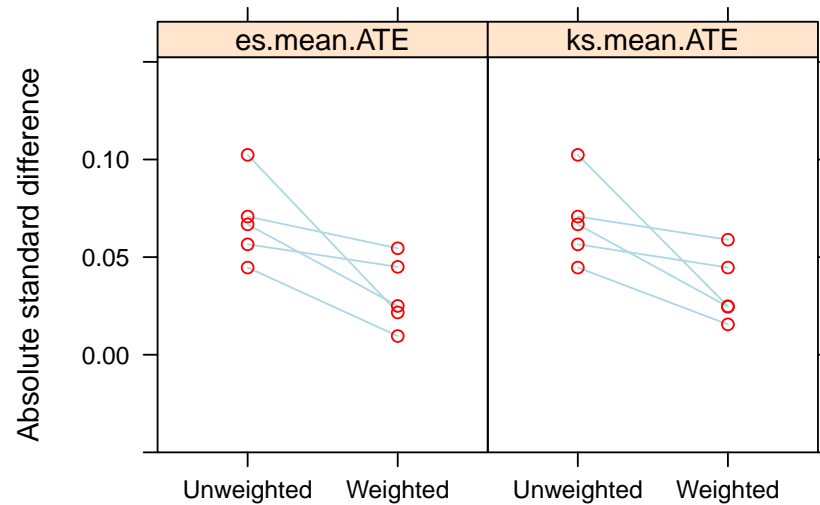 es.mean.ATE
ks.mean.ATE
Absolute standard difference
0.10
0.05
0.00
Unweighted
Weighted
Unweighted
Weighted